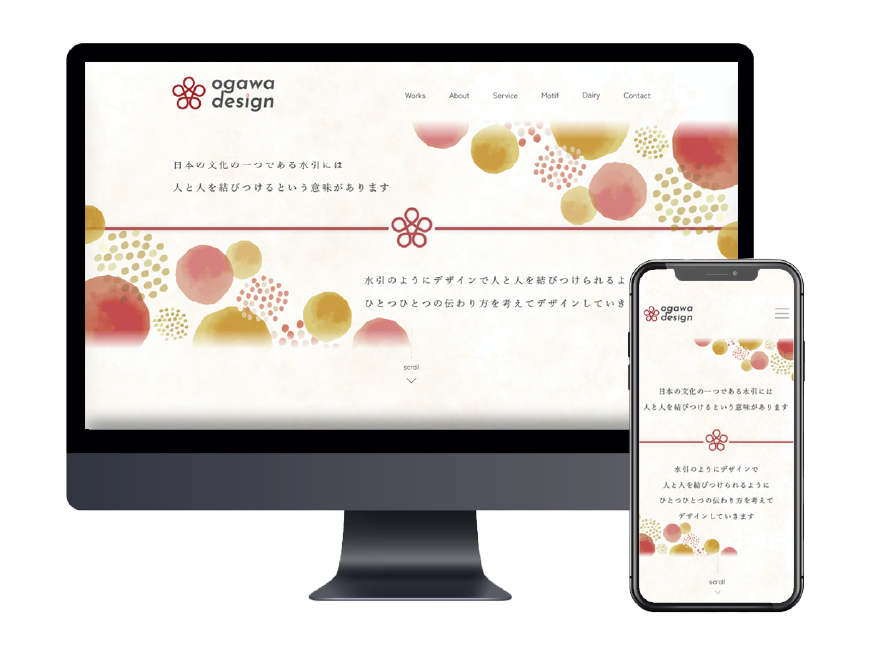 ogawa
design
Works About Service Motif Dairy Contact
日本の文化の一つである水引には
人と人を結びつけるという意味があります
水引のようにデザインで人と人を結びつけられるよ
ひとつひとつの伝わり方を考えてデザインしていき
scroll
ogawa
design
日本の文化の一つである水引には
人と人を結びつけるという意味があります
水引のようにデザインで
人と人を結びつけられるように
ひとつひとつの伝わり方を考えて
デザインしていきます
scroll